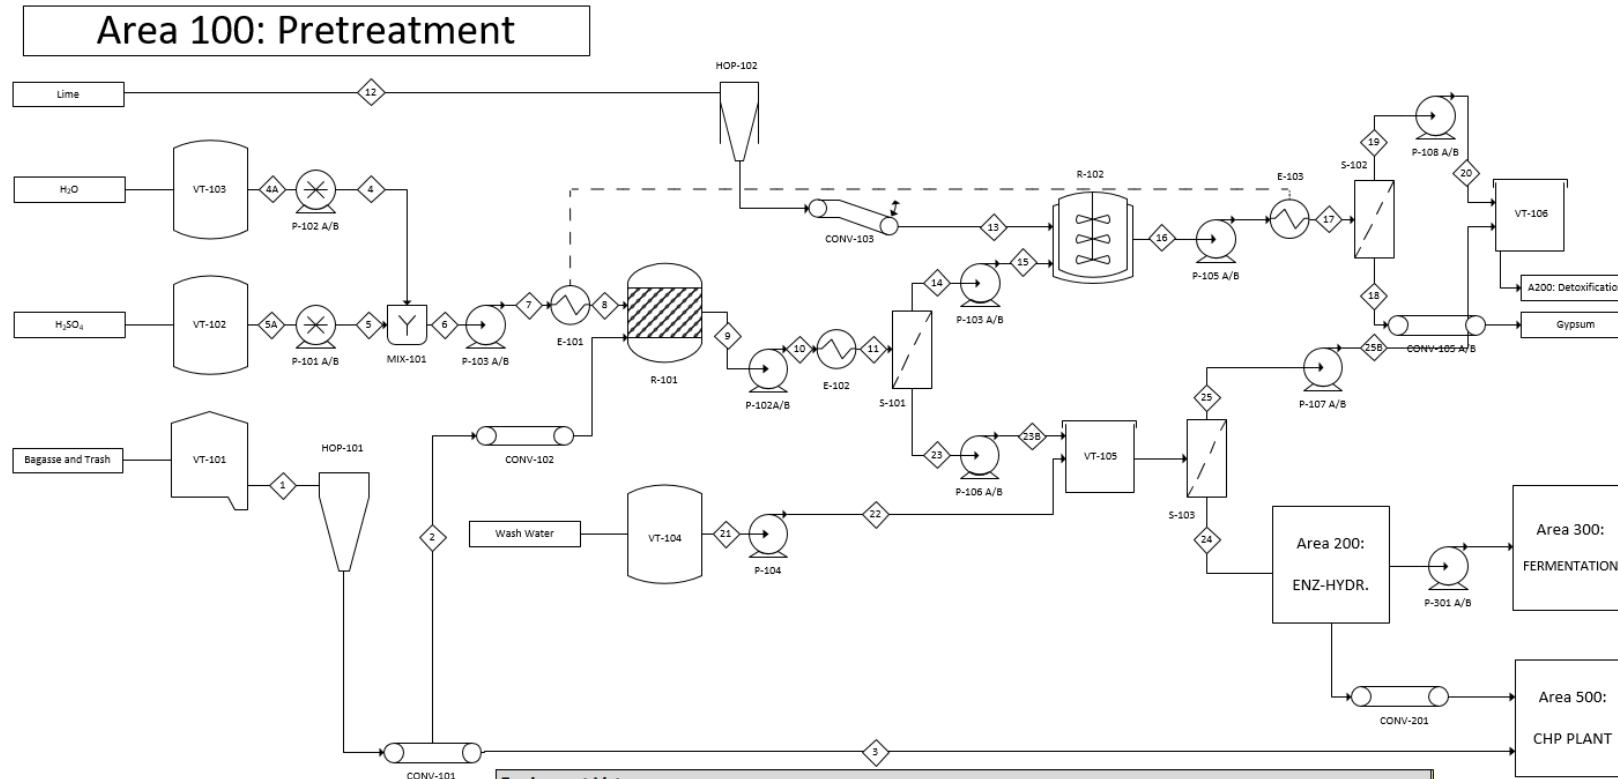 Area 100: Pretreatment
HOP-102
Lime
12
P-108 A/B
19
S-102
20
H₂O
VT-103
4A
4
P-102 A/B
R-102
E-103
VT-106
CONV-103
13
16
P-105 A/B
17
14
15
P-103 A/B
18
A200: Detoxificatio
Gypsum
CONV-105 A/B
25B
H₂SO₄
VT-102
5A
5
P-101 A/B
MIX-101
6
P-103 A/B
7
E-101
8
R-101
9
10
P-102A/B
E-102
11
S-101
P-107 A/B
25
Bagasse and Trash
VT-101
1
HOP-101
CONV-102
23
P-106 A/B
23B
VT-105
S-103
24
2
Wash Water
VT-104
21
P-104
22
Area 200:
ENZ-HYDR.
P-301 A/B
Area 300:
FERMENTATION
CONV-201
Area 500:
CHP PLANT
CONV-101
3